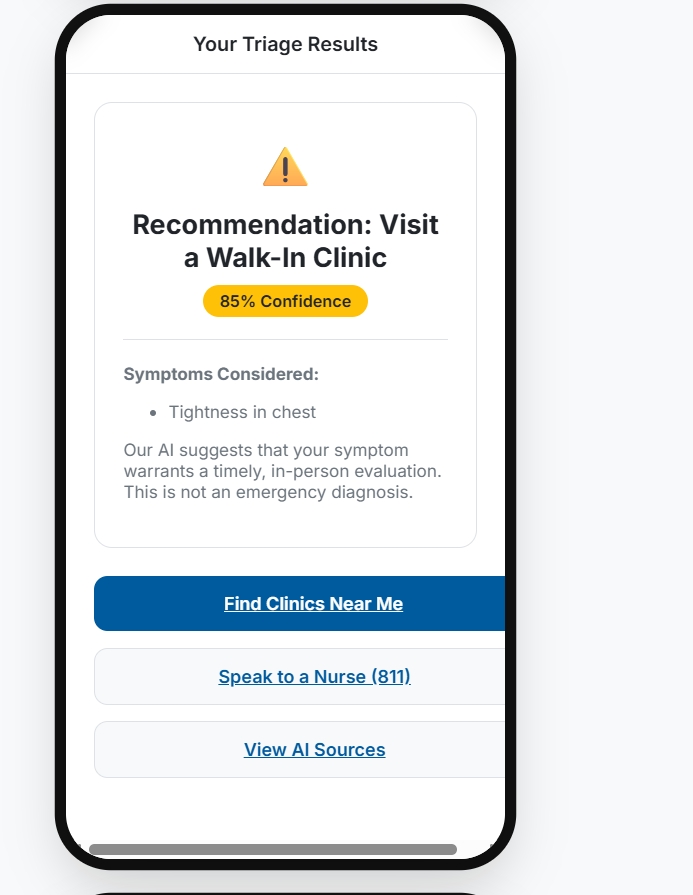 Your Triage Results
Recommendation: Visit
a Walk-In Clinic
85% Confidence
Symptoms Considered:
Tightness in chest
Our AI suggests that your symptom
warrants a timely, in-person evaluation.
This is not an emergency diagnosis.
Find Clinics Near Me
Speak to a Nurse (811)
View AI Sources